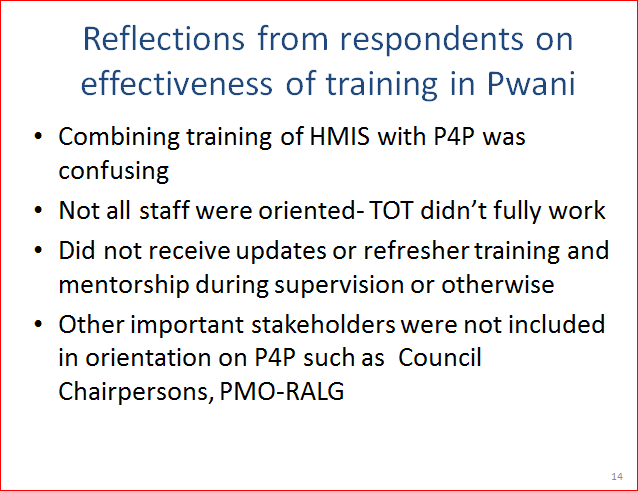 Reflections from respondents on
effectiveness of training in Pwani
• Combining training of HMIS with P4P was
confusing
• Not all staff were oriented- TOT didn't fully work
• Did not receive updates or refresher training and
mentorship during supervision or otherwise
• Other important stakeholders were not included
in orientation on P4P such as  Council
Chairpersons, PMO-RALG
14